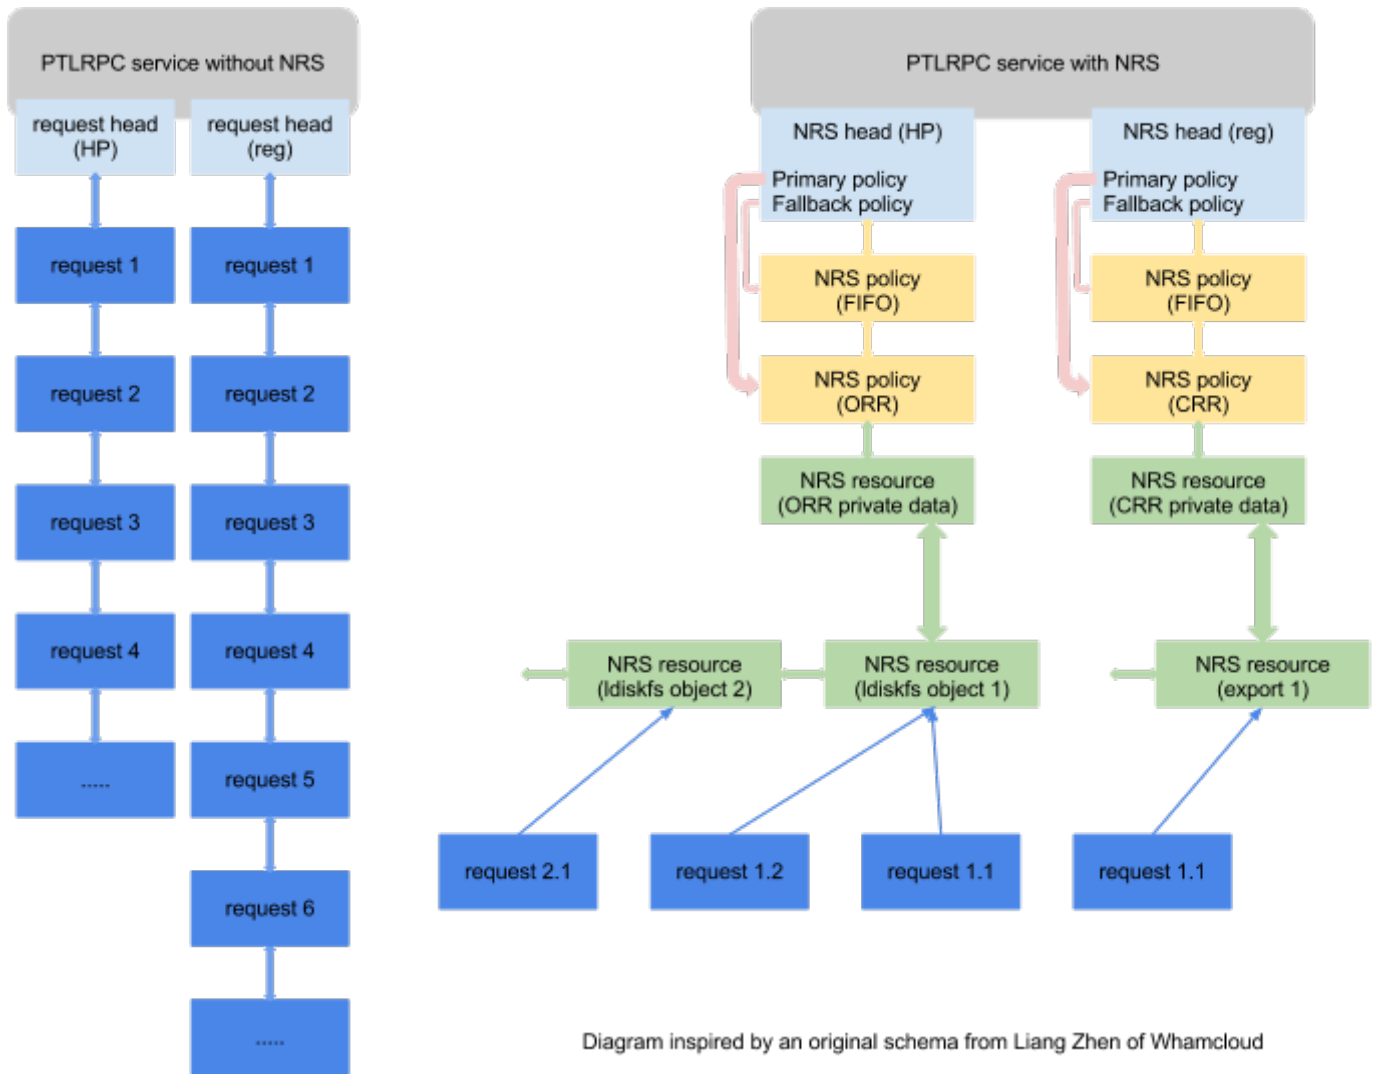 PTLRPC service without NRS
request head
(HP)
request head
(reg)
request 1
request 1
request 2
request 2
request 3
request 3
request 4
request 4
.....
request 5
request 6
.....
PTLRPC service with NRS
NRS head (HP)
Primary policy
Fallback policy
NRS policy
(FIFO)
NRS policy
(ORR)
NRS resource
(ORR private data)
NRS resource
(ldiskfs object 2)
NRS resource
(ldiskfs object 1)
request 2.1
request 1.2
request 1.1
NRS head (reg)
Primary policy
Fallback policy
NRS policy
(FIFO)
NRS policy
(CRR)
NRS resource
(CRR private data)
NRS resource
(export 1)
request 1.1
Diagram inspired by an original schema from Liang Zhen of Whamcloud